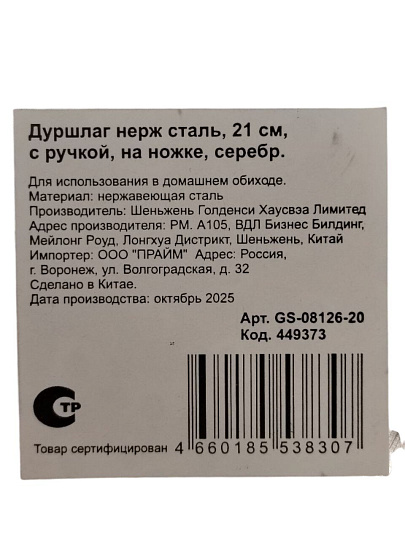 Дуршлаг нерж сталь, 21 см,
с ручкой, на ножке, серебр.
Для использования в домашнем обиходе.
Материал: нержавеющая сталь
Производитель: Шеньжень Голденси Хаусвэа Лимитед
Адрес производителя: РМ. А105, ВДЛ Бизнес Билдинг,
Мейлонг Роуд, Лонгхуа Дистрикт, Шеньжень, Китай
Импортер: ООО "ПРАЙМ" Адрес: Россия,
г. Воронеж, ул. Волгоградская, д. 32
Сделано в Китае.
Дата производства: октябрь 2025
Арт. GS-08126-20
Код. 449373
СТР
Товар сертифицирован
4 660185 538307